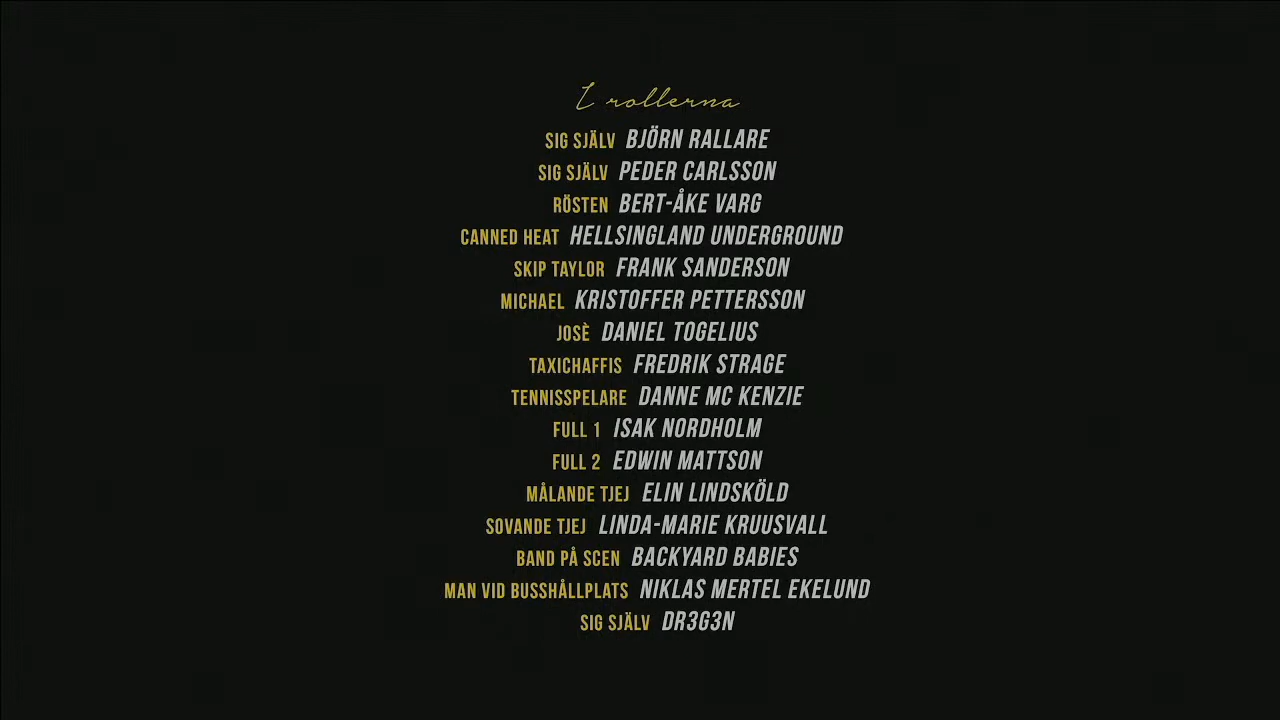 I rollerna
SIG SJÄLV BJÖRN RALLARE
SIG SJÄLV PEDER CARLSSON
RÖSTEN BERT-ÅKE VARG
CANNED HEAT HELLSINGLAND UNDERGROUND
SKIP TAYLOR FRANK SANDERSON
MICHAEL KRISTOFFER PETTERSSON
JOSÈ DANIEL TOGELIUS
TAXICHAFFIS FREDRIK STRAGE
TENNISSPELARE DANNE MC KENZIE
FULL 1 ISAK NORDHOLM
FULL 2 EDWIN MATTSON
MÅLANDE TJEJ ELIN LINDSKÖLD
SOVANDE TJEJ LINDA-MARIE KRUUSVALL
BAND PÅ SCEN BACKYARD BABIES
MAN VID BUSSHÅLLPLATS NIKLAS MERTEL EKELUND
SIG SJÄLV DR3G3N